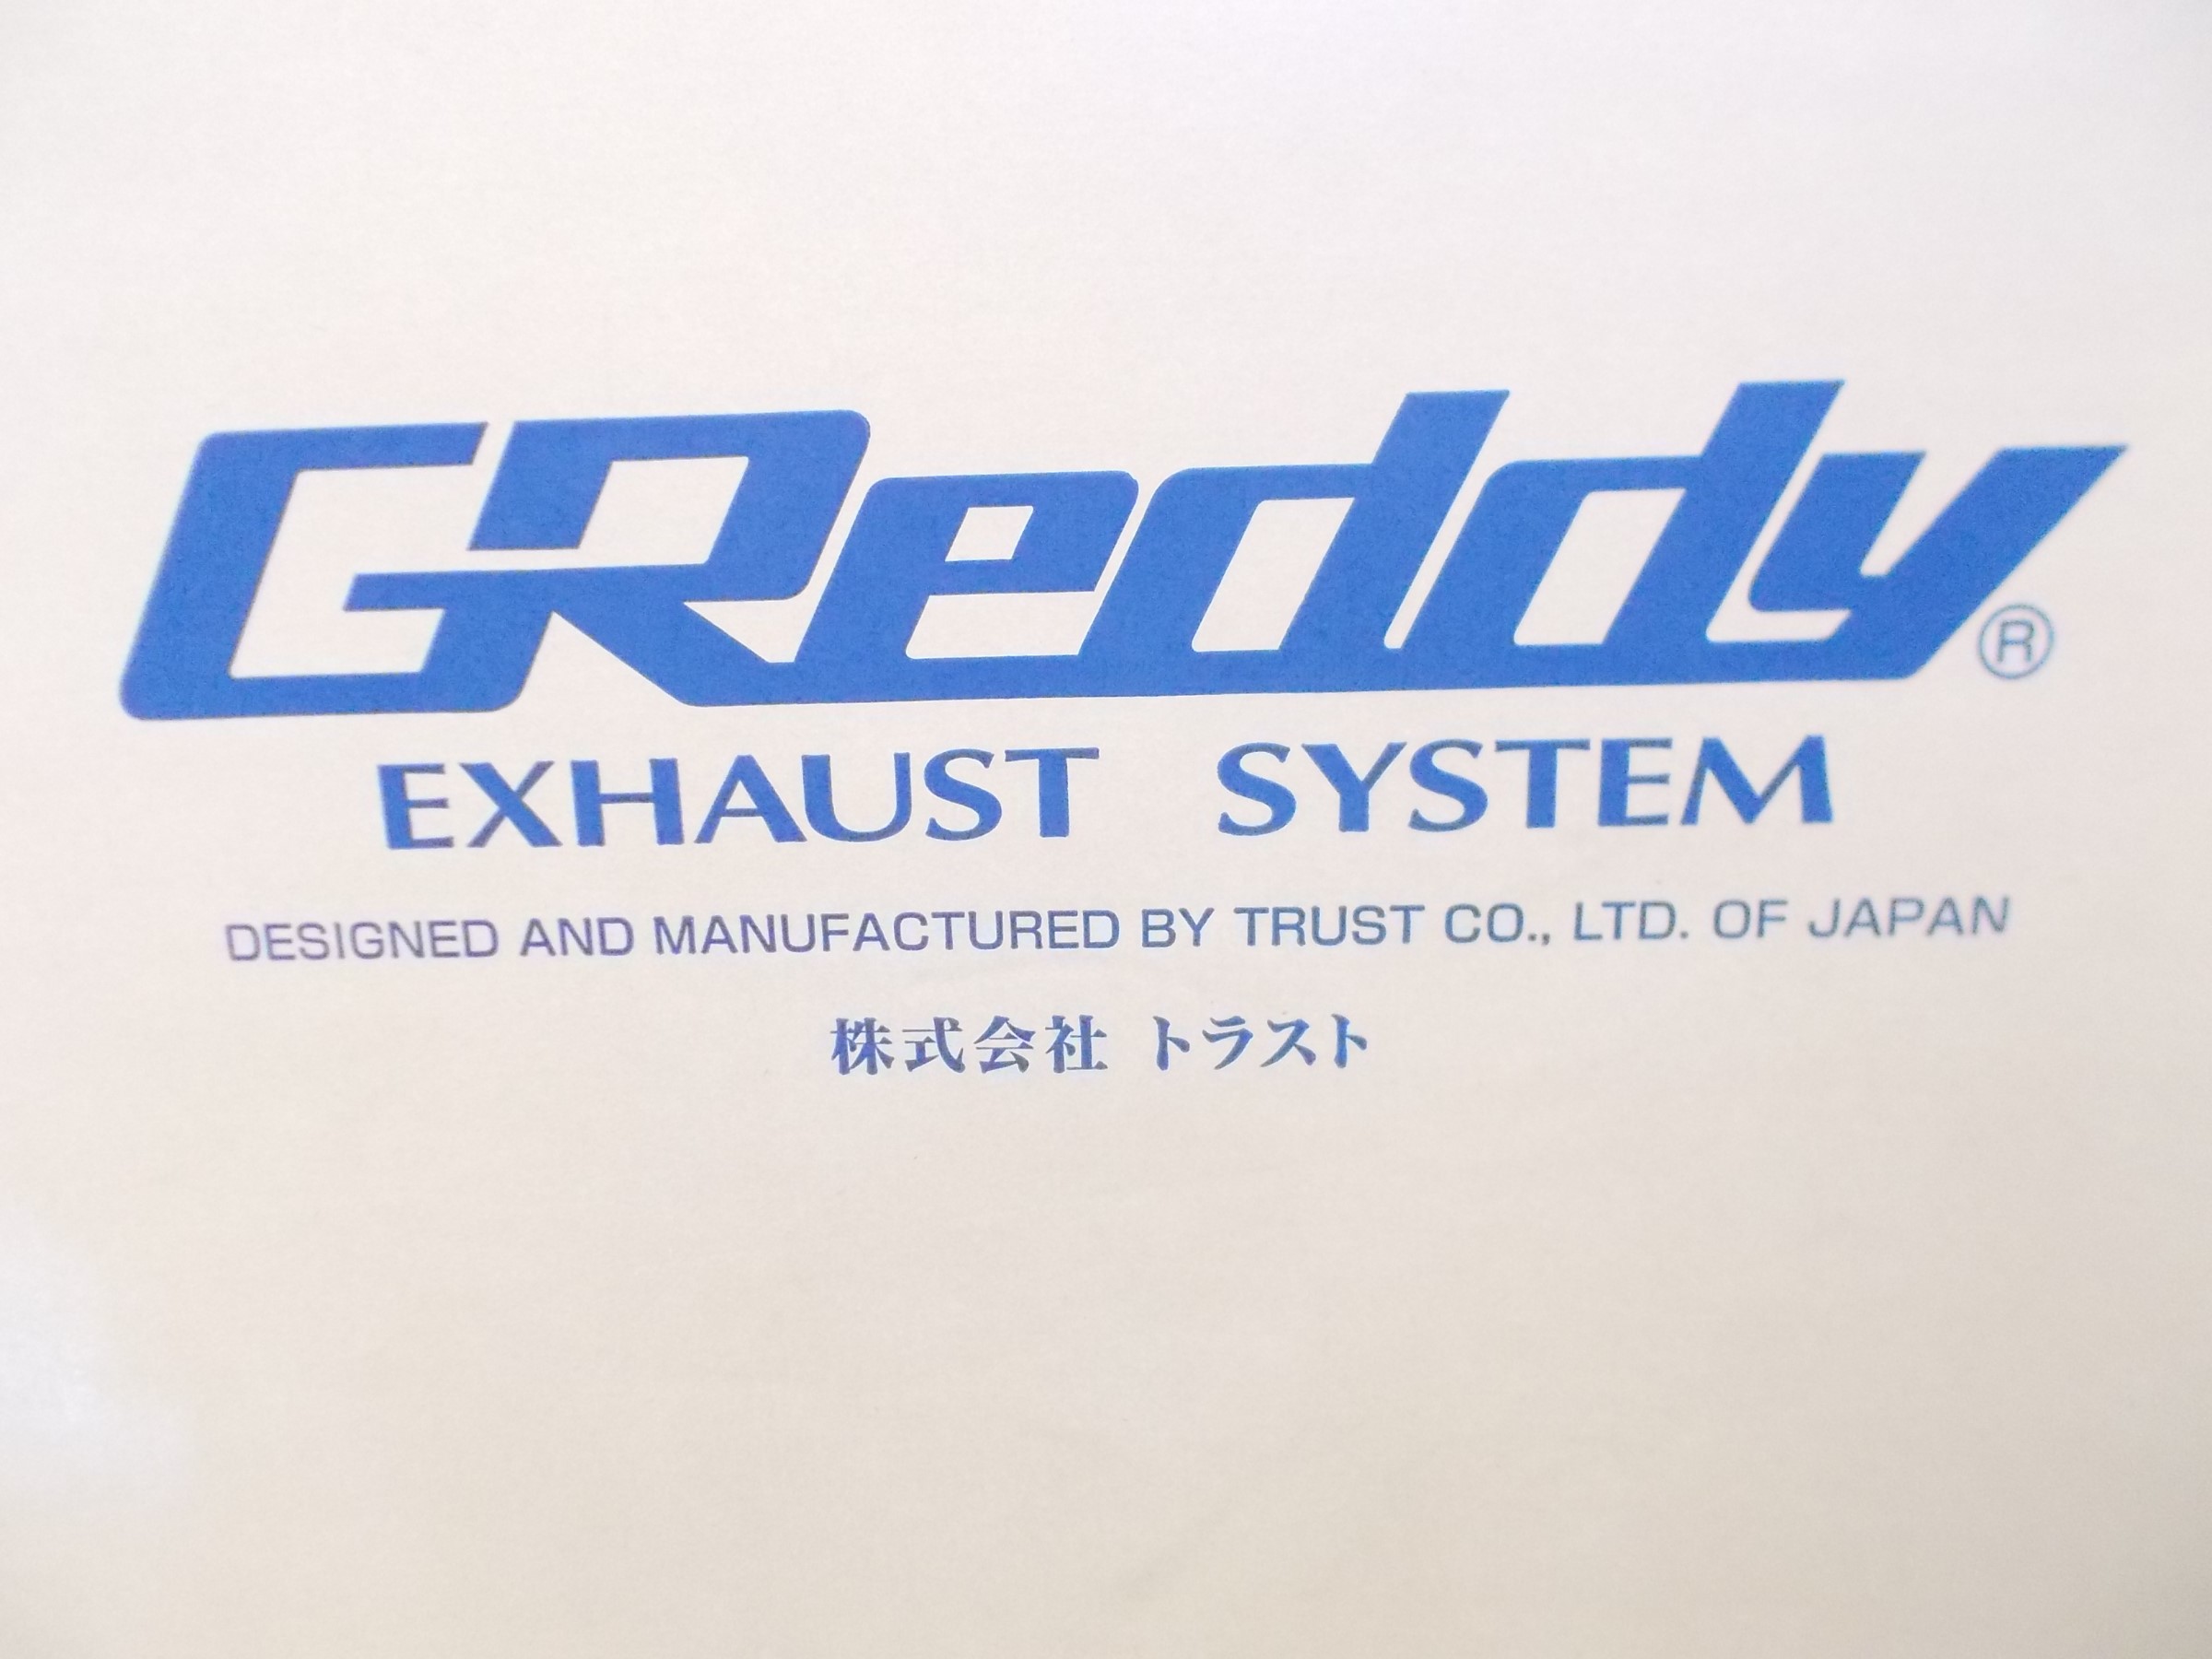 GReddy®
EXHAUST SYSTEM
DESIGNED AND MANUFACTURED BY TRUST CO., LTD. OF JAPAN
株式会社 トラスト